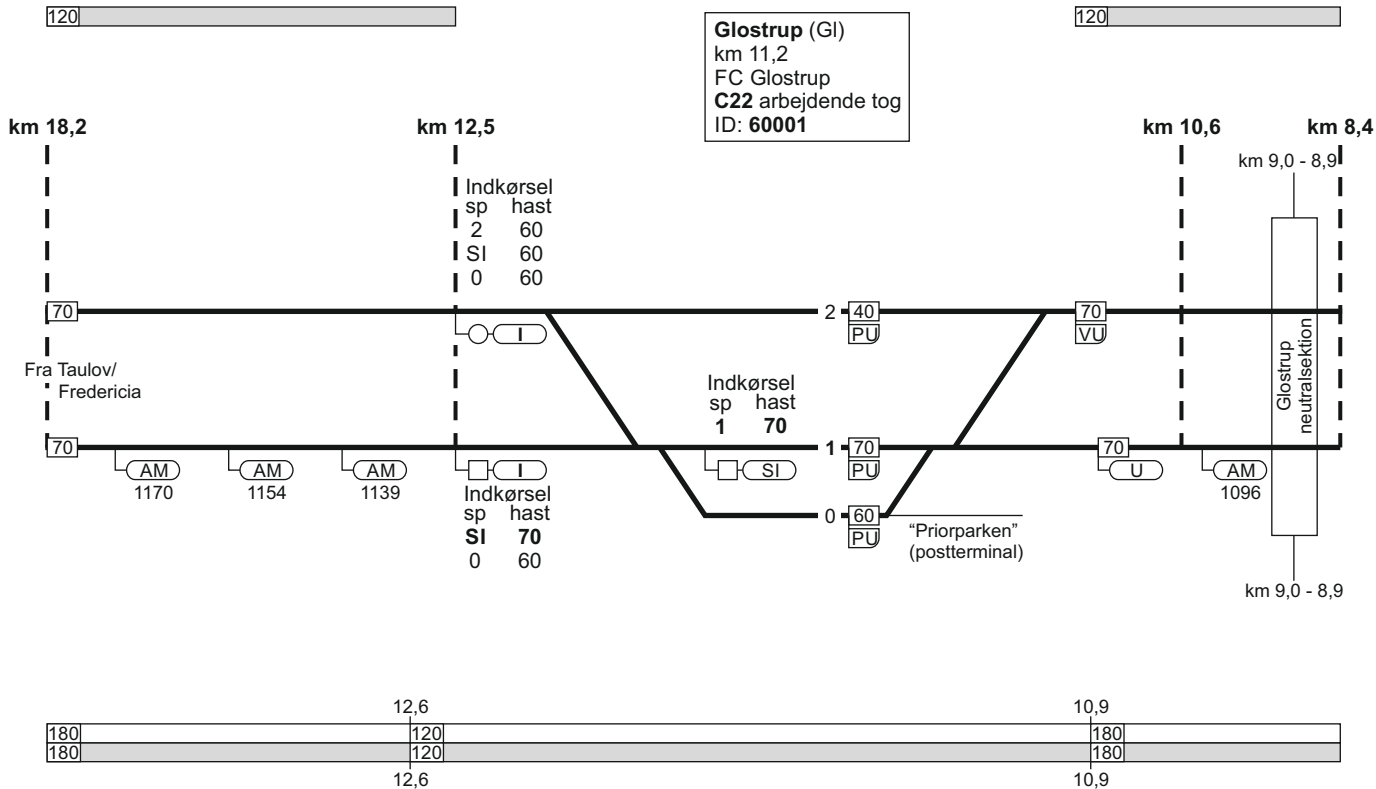 120
120
Glostrup (Gl)
km 11,2
FC Glostrup
C22 arbejdende tog
ID: 60001
km 18,2
km 12,5
km 10,6
km 8,4
km 9,0 - 8,9
Indkørsel
sp hast
2 60
SI 60
0 60
70
2 40
70
I
PU
VU
Fra Taulov/
Fredericia
Indkørsel
sp hast
1 70
Glostrup
neutralsektion
70
1 70
70
AM
AM
AM
I
SI
PU
U
AM
1170
1154
1139
1096
Indkørsel
sp hast
SI 70
0 60
0 60
PU
“Priorparken”
(postterminal)
km 9,0 - 8,9
12,6
10,9
180
120
180
180
120
180
12,6
10,9